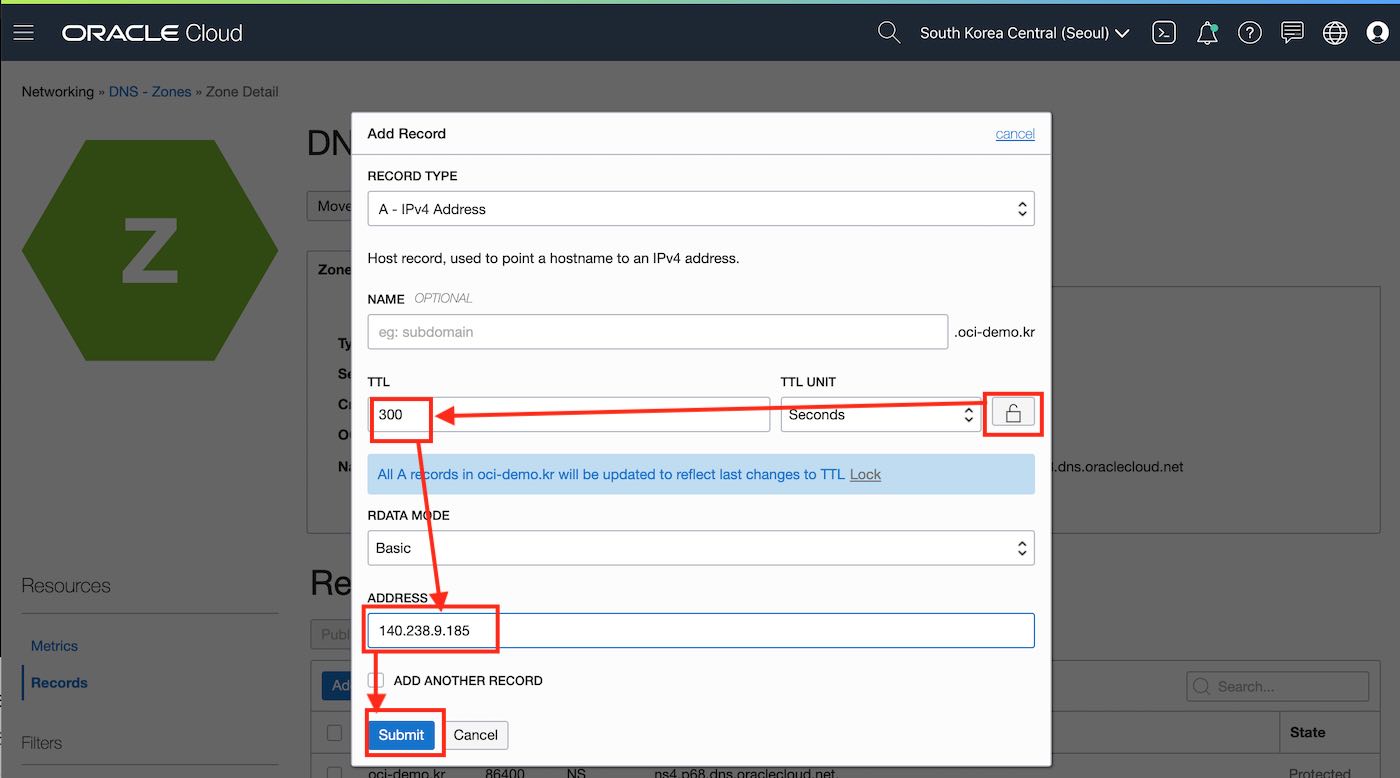 ORACLE Cloud
South Korea Central (Seoul)
Networking » DNS - Zones » Zone Detail
Z
DN
Move
Zone
Add Record
cancel
RECORD TYPE
A - IPv4 Address
Host record, used to point a hostname to an IPv4 address.
NAME OPTIONAL
eg: subdomain
.oci-demo.kr
TTL
TTL UNIT
300
Seconds
All A records in oci-demo.kr will be updated to reflect last changes to TTL Lock
.dns.oraclecloud.net
RDATA MODE
Basic
ADDRESS
140.238.9.185
ADD ANOTHER RECORD
Submit
Cancel
Resources
Metrics
Records
Filters
Re
Publ
Ad
Search...
State
oci-demo.kr 86400 NS ns4.p68.dns.oraclecloud.net Protected